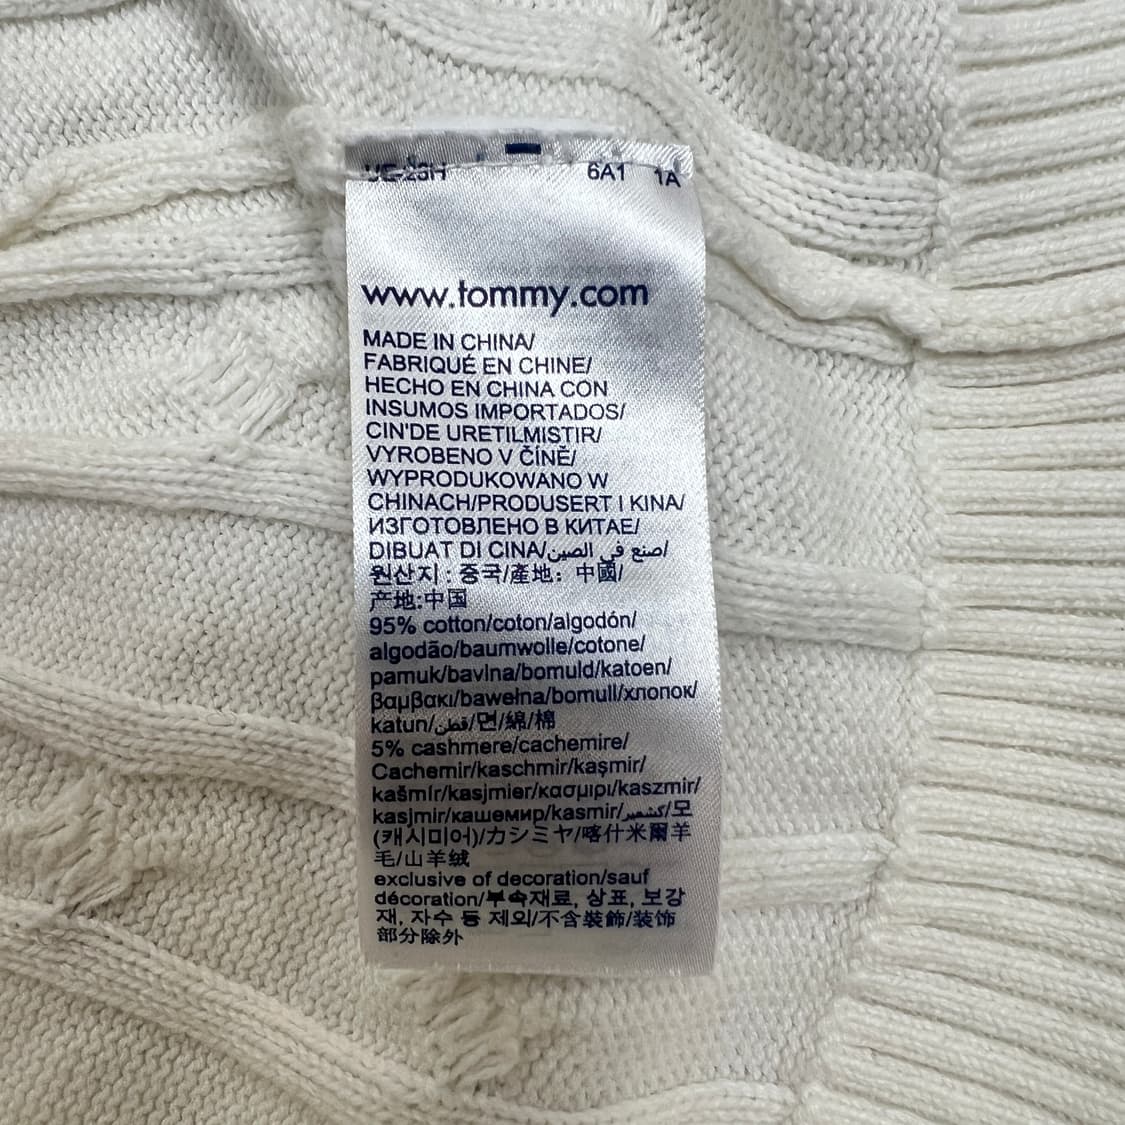 6A1 1A
www.tommy.com
MADE IN CHINA/
FABRIQUÉ EN CHINE/
HECHO EN CHINA CON
INSUMOS IMPORTADOS/
CIN'DE URETILMISTIR/
VYROBENO V ČÍNĚ/
WYPRODUKOWANO W
CHINACH/PRODUSERT I KINA/
ИЗГОТОВЛЕНО В КИТАЕ/
DIBUAT DI CINA/صنع في الصين/
원산지 : 중국/產地：中國/
产地:中国
95% cotton/coton/algodón/
algodão/baumwolle/cotone/
pamuk/bavlna/bomuld/katoen/
βαμβακι/bawełna/bomull/хлопок/
katun/قطن/면/綿/棉
5% cashmere/cachemire/
Cachemir/kaschmir/kaşmir/
kašmír/kasjmier/κασμιρι/kaszmir/
kasjmir/кашемир/kasmir/كشمير/모
(캐시미어)/カシミヤ/喀什米爾羊
毛/山羊绒
exclusive of decoration/sauf
décoration/부속재료, 상표, 보강
재, 자수 등 제외/不含裝飾/装饰
部分除外